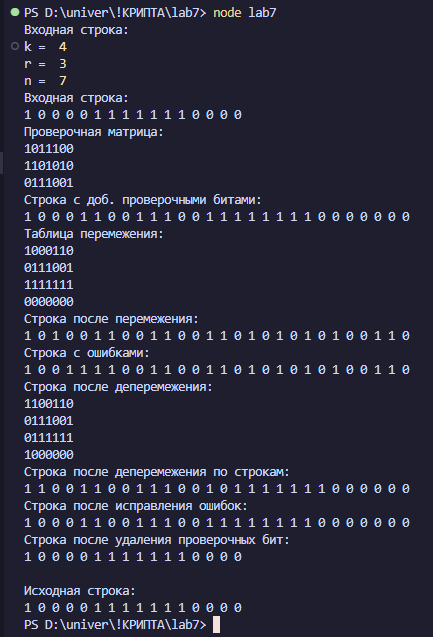 PS D:\univer\!КРИПТА\lab7> node lab7
Входная строка:
k = 4
r = 3
n = 7
Входная строка:
1 0 0 0 0 1 1 1 1 1 1 1 0 0 0 0
Проверочная матрица:
1011100
1101010
0111001
Строка с доб. проверочными битами:
1 0 0 0 1 1 0 0 1 1 1 0 0 1 1 1 1 1 1 1 1 0 0 0 0 0 0 0
Таблица перемежения:
1000110
0111001
1111111
0000000
Строка после перемежения:
1 0 1 0 0 1 1 0 0 1 1 0 0 1 1 0 1 0 1 0 1 0 1 0 0 1 1 0
Строка с ошибками:
1 0 0 1 1 1 1 0 0 1 1 0 0 1 1 0 1 0 1 0 1 0 1 0 0 1 1 0
Строка после деперемежения:
1100110
0111001
0111111
1000000
Строка после деперемежения по строкам:
1 1 0 0 1 1 0 0 1 1 1 0 0 1 0 1 1 1 1 1 1 1 0 0 0 0 0 0
Строка после исправления ошибок:
1 0 0 0 1 1 0 0 1 1 1 0 0 1 1 1 1 1 1 1 1 0 0 0 0 0 0 0
Строка после удаления проверочных бит:
1 0 0 0 0 1 1 1 1 1 1 1 0 0 0 0
Исходная строка:
1 0 0 0 0 1 1 1 1 1 1 1 0 0 0 0
PS D:\univer\!КРИПТА\lab7>